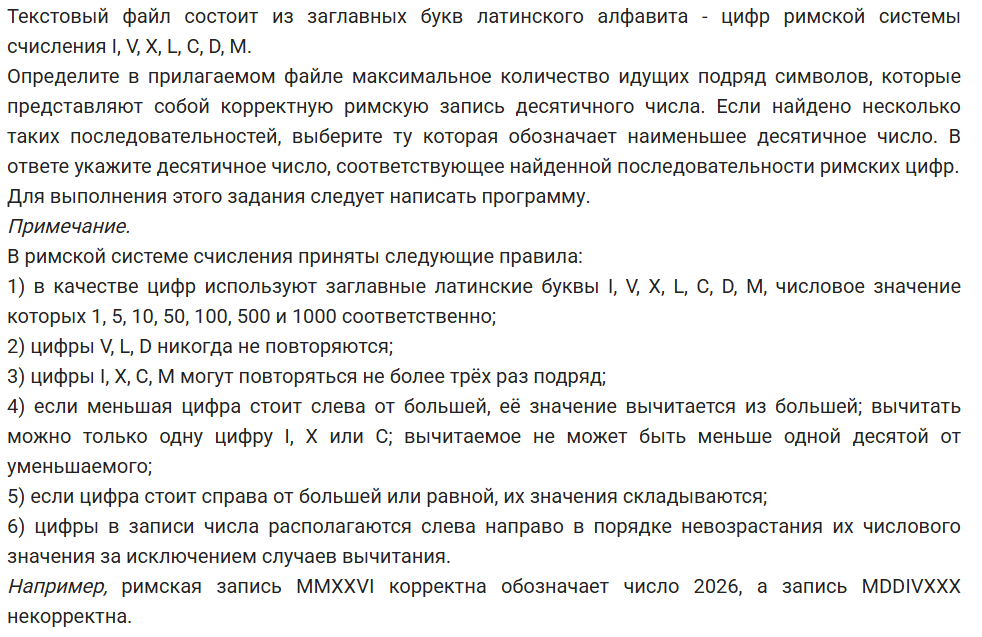 Текстовый файл состоит из заглавных букв латинского алфавита - цифр римской системы
счисления I, V, X, L, C, D, M.
Определите в прилагаемом файле максимальное количество идущих подряд символов, которые
представляют собой корректную римскую запись десятичного числа. Если найдено несколько
таких последовательностей, выберите ту которая обозначает наименьшее десятичное число. В
ответе укажите десятичное число, соответствующее найденной последовательности римских цифр.
Для выполнения этого задания следует написать программу.
Примечание.
В римской системе счисления приняты следующие правила:
1) в качестве цифр используют заглавные латинские буквы I, V, X, L, C, D, M, числовое значение
которых 1, 5, 10, 50, 100, 500 и 1000 соответственно;
2) цифры V, L, D никогда не повторяются;
3) цифры I, X, C, M могут повторяться не более трёх раз подряд;
4) если меньшая цифра стоит слева от большей, её значение вычитается из большей; вычитать
можно только одну цифру I, X или C; вычитаемое не может быть меньше одной десятой от
уменьшаемого;
5) если цифра стоит справа от большей или равной, их значения складываются;
6) цифры в записи числа располагаются слева направо в порядке невозрастания их числового
значения за исключением случаев вычитания.
Например, римская запись MMXXVI корректна обозначает число 2026, а запись MDDIVXXX
некорректна.